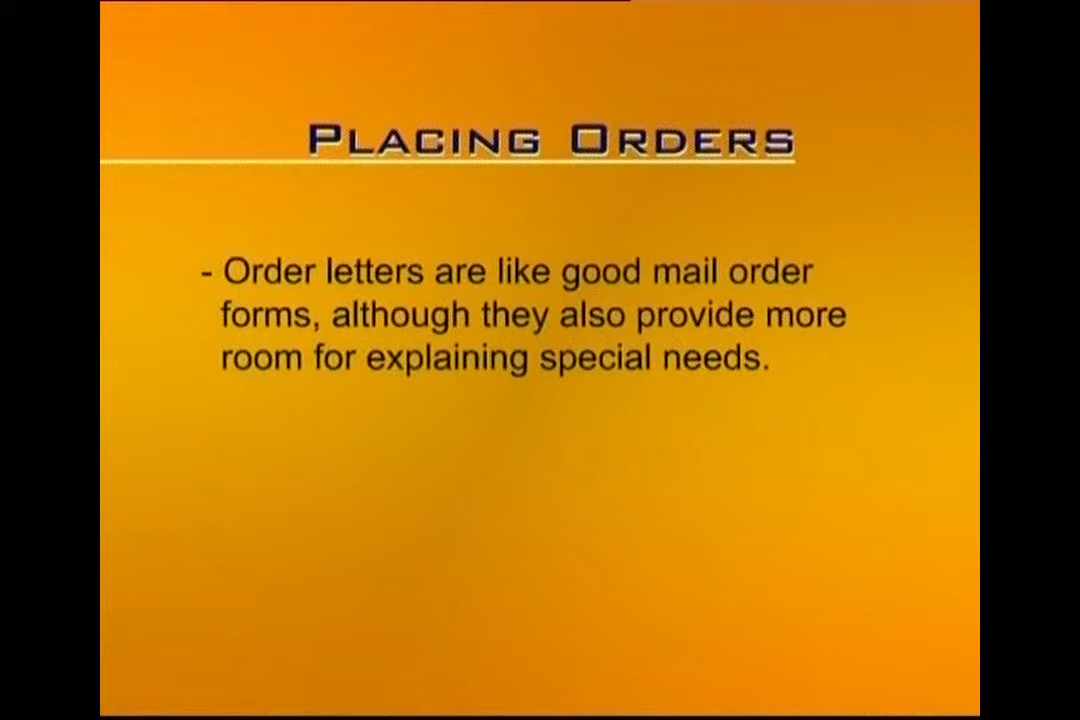 PLACING ORDERS
- Order letters are like good mail order
forms, although they also provide more
room for explaining special needs.